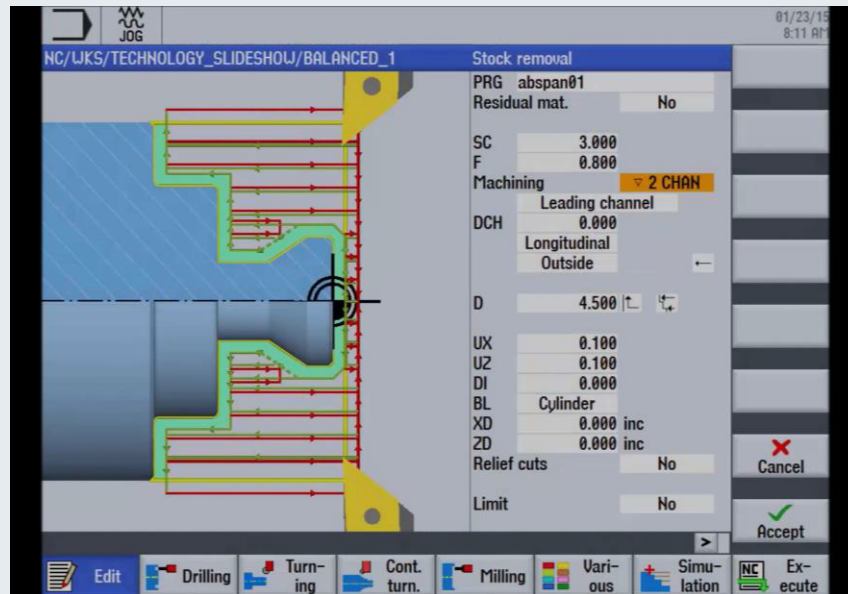 JOG
01/23/15
8:11 AM
NC/WKS/TECHNOLOGY_SLIDESHOW/BALANCED_1
Stock removal
PRG abspan01
Residual mat. No
SC 3.000
F 0.800
Machining ▿ 2 CHAN
Leading channel
DCH 0.000
Longitudinal
Outside ←
D 4.500
UX 0.100
UZ 0.100
DI 0.000
BL Cylinder
XD 0.000 inc
ZD 0.000 inc
Relief cuts No
Limit No
Cancel
Accept
>
Edit
Drilling
Turn-
ing
Cont.
turn.
Milling
Vari-
ous
Simu-
lation
NC
Ex-
ecute